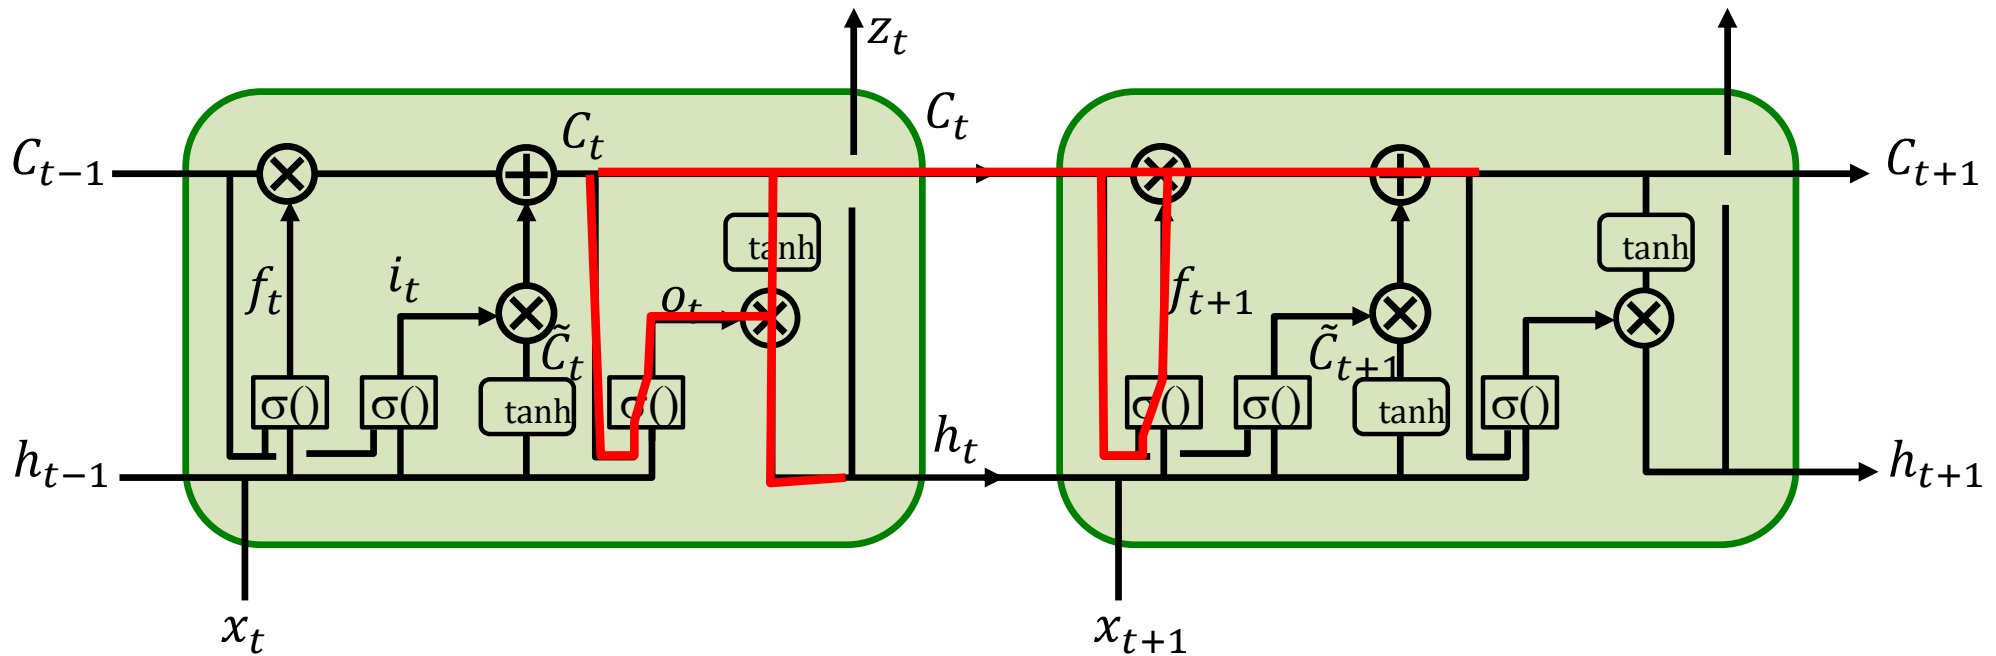 z_t
C_{t-1} C_t C_t C_{t+1}
tanh tanh
f_t i_t o_t f_{t+1}
C̃_t C̃_{t+1}
σ() σ() tanh σ() σ() σ() tanh σ()
h_{t-1} h_t h_{t+1}
x_t x_{t+1}